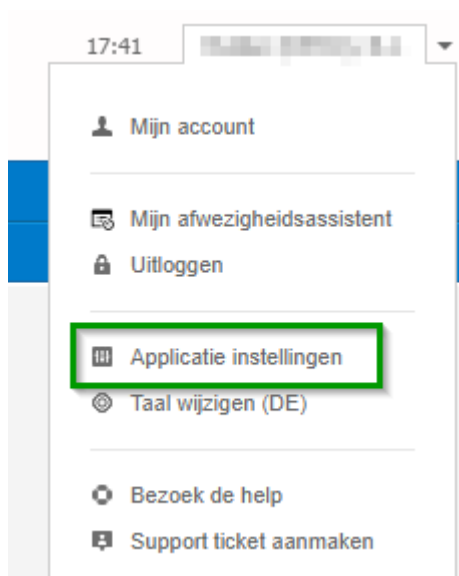 17:41
Mijn account
Mijn afwezigheidsassistent
Uitloggen
Applicatie instellingen
Taal wijzigen (DE)
Bezoek de help
Support ticket aanmaken